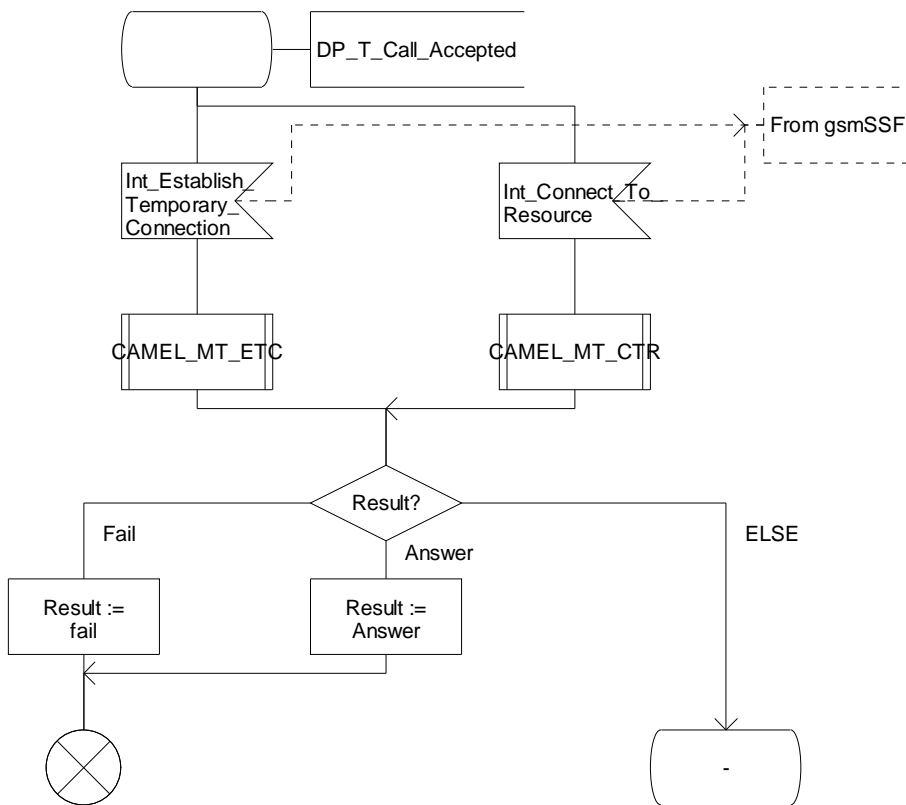 DP_T_Call_Accepted
From gsmSSF
Int_Establish_
Temporary_
Connection
Int_Connect_To_
Resource
CAMEL_MT_ETC
CAMEL_MT_CTR
Result?
Fail
Answer
ELSE
Result :=
fail
Result :=
Answer
-